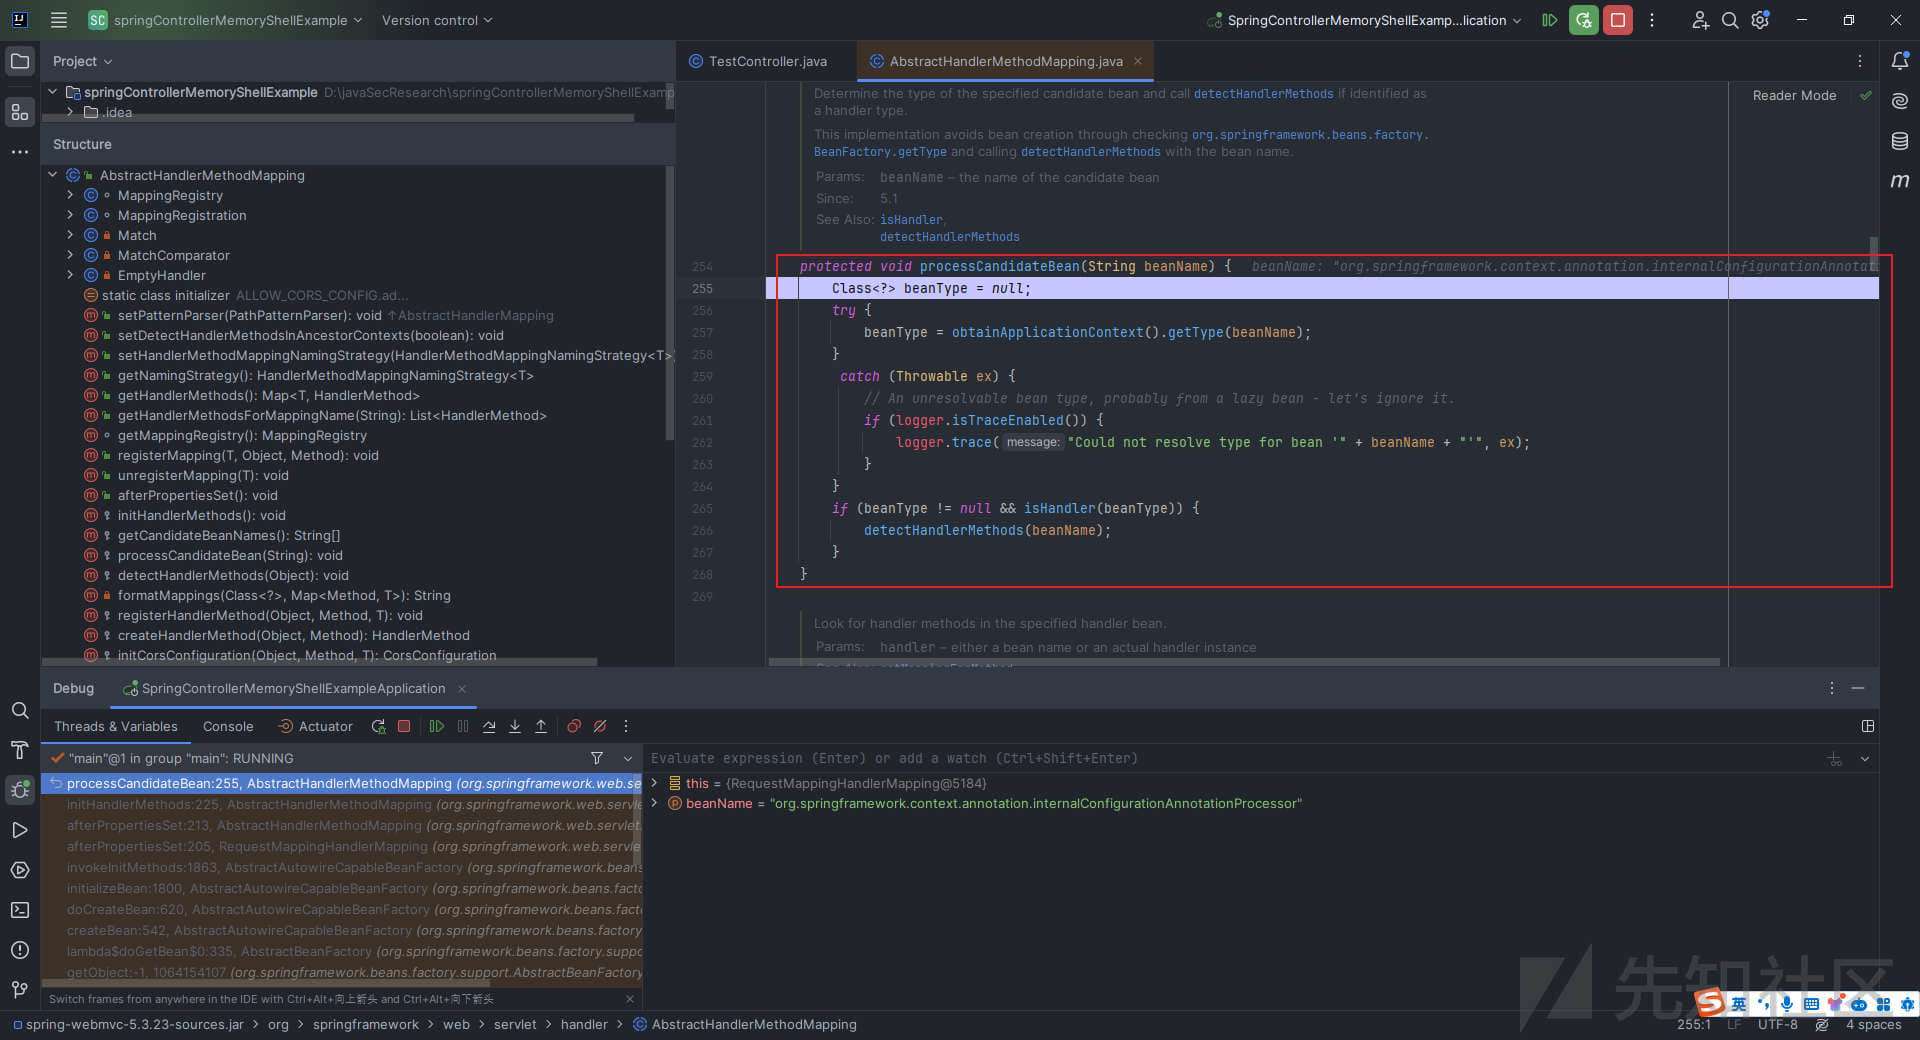 SC springControllerMemoryShellExample Version control SpringControllerMemoryShellExamp...lication
Project
springControllerMemoryShellExample D:\javaSecResearch\springControllerMemoryShellExamp
.idea
Structure
AbstractHandlerMethodMapping
MappingRegistry
MappingRegistration
Match
MatchComparator
EmptyHandler
static class initializer ALLOW_CORS_CONFIG.ad...
setPatternParser(PathPatternParser): void ↑AbstractHandlerMapping
setDetectHandlerMethodsInAncestorContexts(boolean): void
setHandlerMethodMappingNamingStrategy(HandlerMethodMappingNamingStrategy<T>
getNamingStrategy(): HandlerMethodMappingNamingStrategy<T>
getHandlerMethods(): Map<T, HandlerMethod>
getHandlerMethodsForMappingName(String): List<HandlerMethod>
getMappingRegistry(): MappingRegistry
registerMapping(T, Object, Method): void
unregisterMapping(T): void
afterPropertiesSet(): void
initHandlerMethods(): void
getCandidateBeanNames(): String[]
processCandidateBean(String): void
detectHandlerMethods(Object): void
formatMappings(Class<?>, Map<Method, T>): String
registerHandlerMethod(Object, Method, T): void
createHandlerMethod(Object, Method): HandlerMethod
initCorsConfiguration(Object, Method, T): CorsConfiguration
TestController.java AbstractHandlerMethodMapping.java
Reader Mode
Determine the type of the specified candidate bean and call detectHandlerMethods if identified as
a handler type.
This implementation avoids bean creation through checking org.springframework.beans.factory.
BeanFactory.getType and calling detectHandlerMethods with the bean name.
Params: beanName – the name of the candidate bean
Since: 5.1
See Also: isHandler,
detectHandlerMethods
254 protected void processCandidateBean(String beanName) { beanName: "org.springframework.context.annotation.internalConfigurationAnnotat
255 Class<?> beanType = null;
256 try {
257 beanType = obtainApplicationContext().getType(beanName);
258 }
259 catch (Throwable ex) {
260 // An unresolvable bean type, probably from a lazy bean - let's ignore it.
261 if (logger.isTraceEnabled()) {
262 logger.trace( message: "Could not resolve type for bean '" + beanName + "'", ex);
263 }
264 }
265 if (beanType != null && isHandler(beanType)) {
266 detectHandlerMethods(beanName);
267 }
268 }
269
Look for handler methods in the specified handler bean.
Params: handler – either a bean name or an actual handler instance
See Also: getMappingForMethod
Debug SpringControllerMemoryShellExampleApplication
Threads & Variables Console Actuator
"main"@1 in group "main": RUNNING
processCandidateBean:255, AbstractHandlerMethodMapping (org.springframework.web.se
initHandlerMethods:225, AbstractHandlerMethodMapping (org.springframework.web.servle
afterPropertiesSet:213, AbstractHandlerMethodMapping (org.springframework.web.servlet.
afterPropertiesSet:205, RequestMappingHandlerMapping (org.springframework.web.servle
invokeInitMethods:1863, AbstractAutowireCapableBeanFactory (org.springframework.beans
initializeBean:1800, AbstractAutowireCapableBeanFactory (org.springframework.beans.facto
doCreateBean:620, AbstractAutowireCapableBeanFactory (org.springframework.beans.facto
createBean:542, AbstractAutowireCapableBeanFactory (org.springframework.beans.factory
lambda$doGetBean$0:335, AbstractBeanFactory (org.springframework.beans.factory.suppo
getObject:-1, 1064154107 (org.springframework.beans.factory.support.AbstractBeanFactory
Switch frames from anywhere in the IDE with Ctrl+Alt+向上箭头 and Ctrl+Alt+向下箭头
Evaluate expression (Enter) or add a watch (Ctrl+Shift+Enter)
this = {RequestMappingHandlerMapping@5184}
beanName = "org.springframework.context.annotation.internalConfigurationAnnotationProcessor"
先知社区
英
spring-webmvc-5.3.23-sources.jar > org > springframework > web > servlet > handler > AbstractHandlerMethodMapping
255:1 LF UTF-8 4 spaces